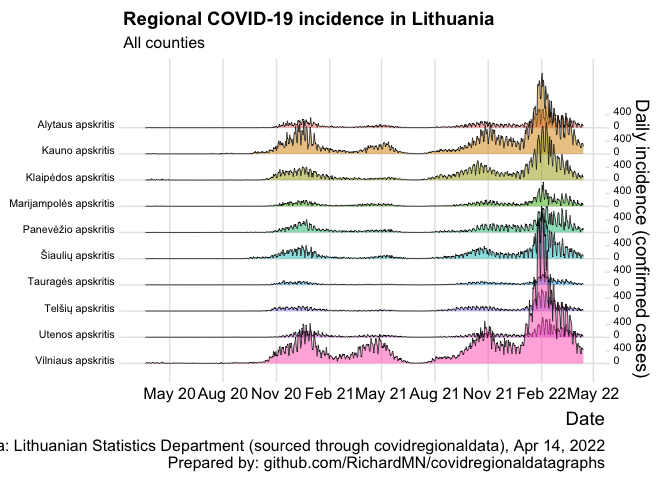 Regional COVID-19 incidence in Lithuania
All counties
Alytaus apskritis
Kauno apskritis
Klaipėdos apskritis
Marijampolės apskritis
Panevėžio apskritis
Šiaulių apskritis
Tauragės apskritis
Telšių apskritis
Utenos apskritis
Vilniaus apskritis
400
0
400
0
400
0
400
0
400
0
400
0
400
0
400
0
400
0
400
0
Daily incidence (confirmed cases)
May 20 Aug 20 Nov 20 Feb 21 May 21 Aug 21 Nov 21 Feb 22 May 22
Date
a: Lithuanian Statistics Department (sourced through covidregionaldata), Apr 14, 2022
Prepared by: github.com/RichardMN/covidregionaldatagraphs